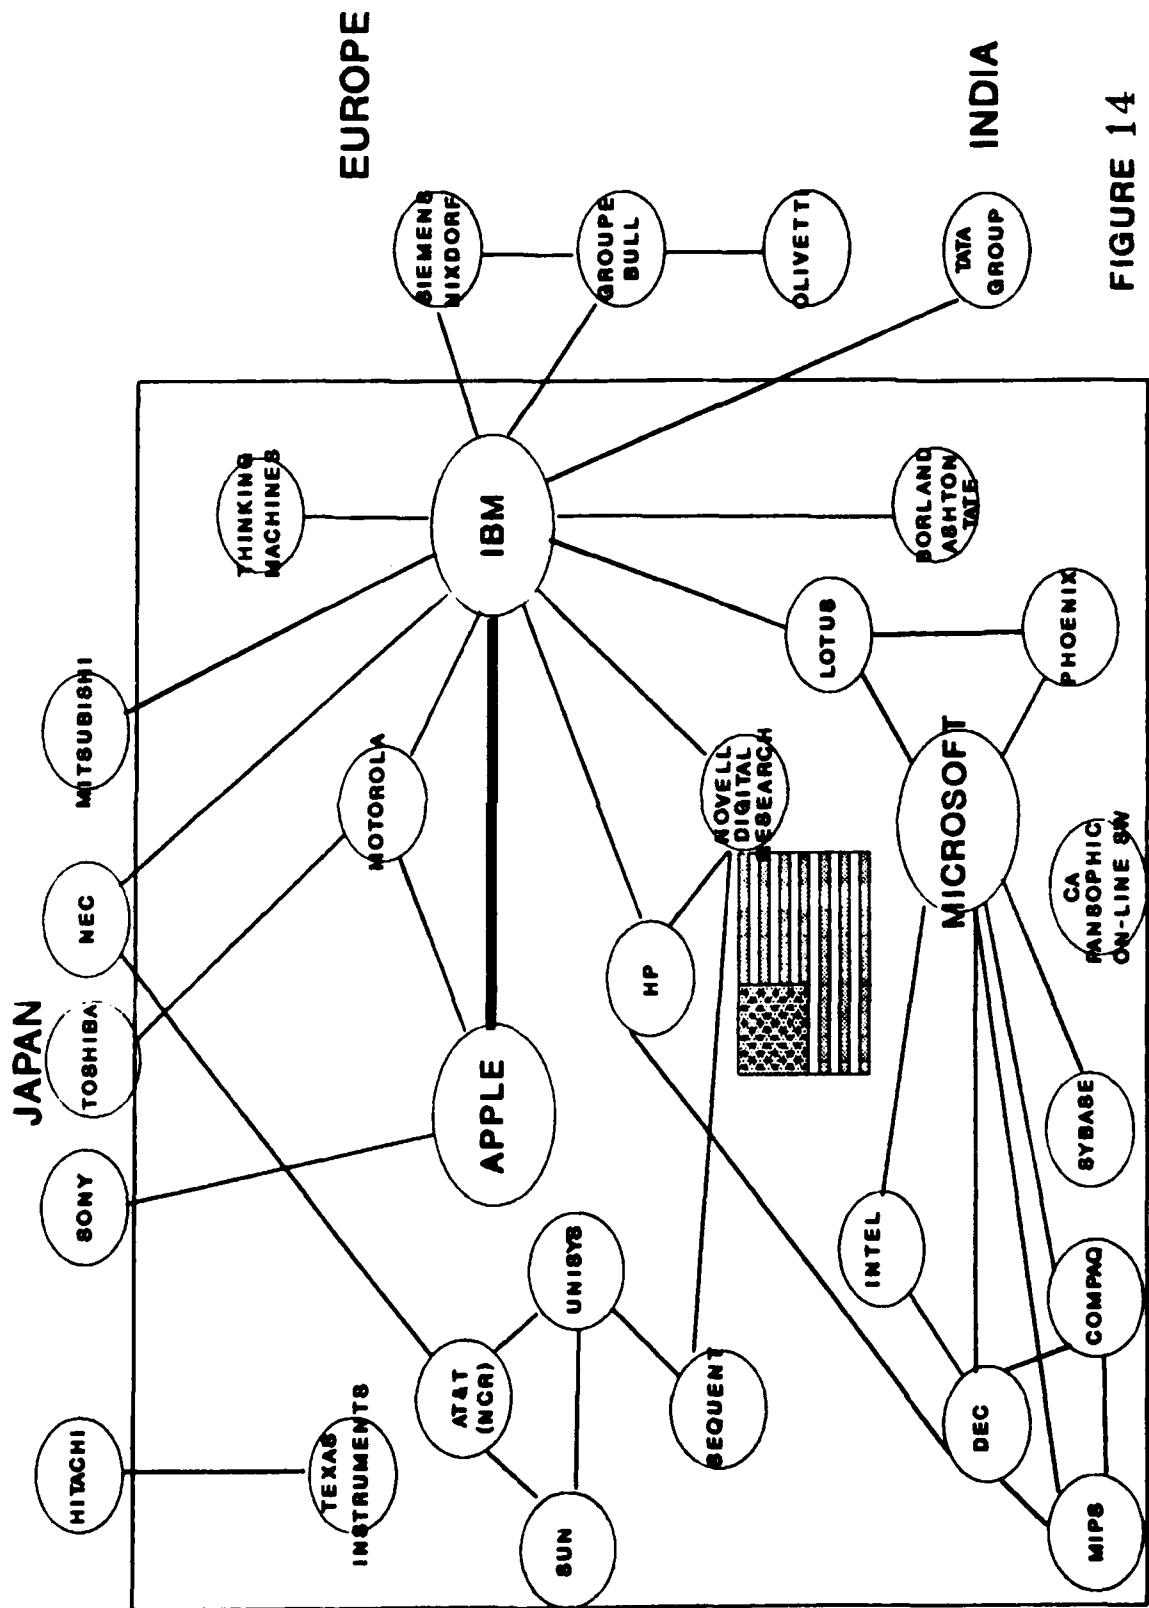 JAPAN
HITACHI
SONY
TOSHIBA
NEC
MITSUBISHI
THINKING
MACHINES
TEXAS
INSTRUMENTS
EUROPE
MOTOROLA
SIEMENS
NIXDORF
AT&T
(NCR)
APPLE
IBM
SUN
UNISYS
GROUPE
BULL
HP
SEQUENT
NOVELL
DIGITAL
RESEARCH
OLIVETTI
LOTUS
INTEL
BORLAND
ASHTON
TATE
MICROSOFT
DEC
TATA
GROUP
INDIA
MIPS
COMPAQ
SYBASE
CA
PANSOPHIC
ON-LINE SW
PHOENIX
FIGURE 14